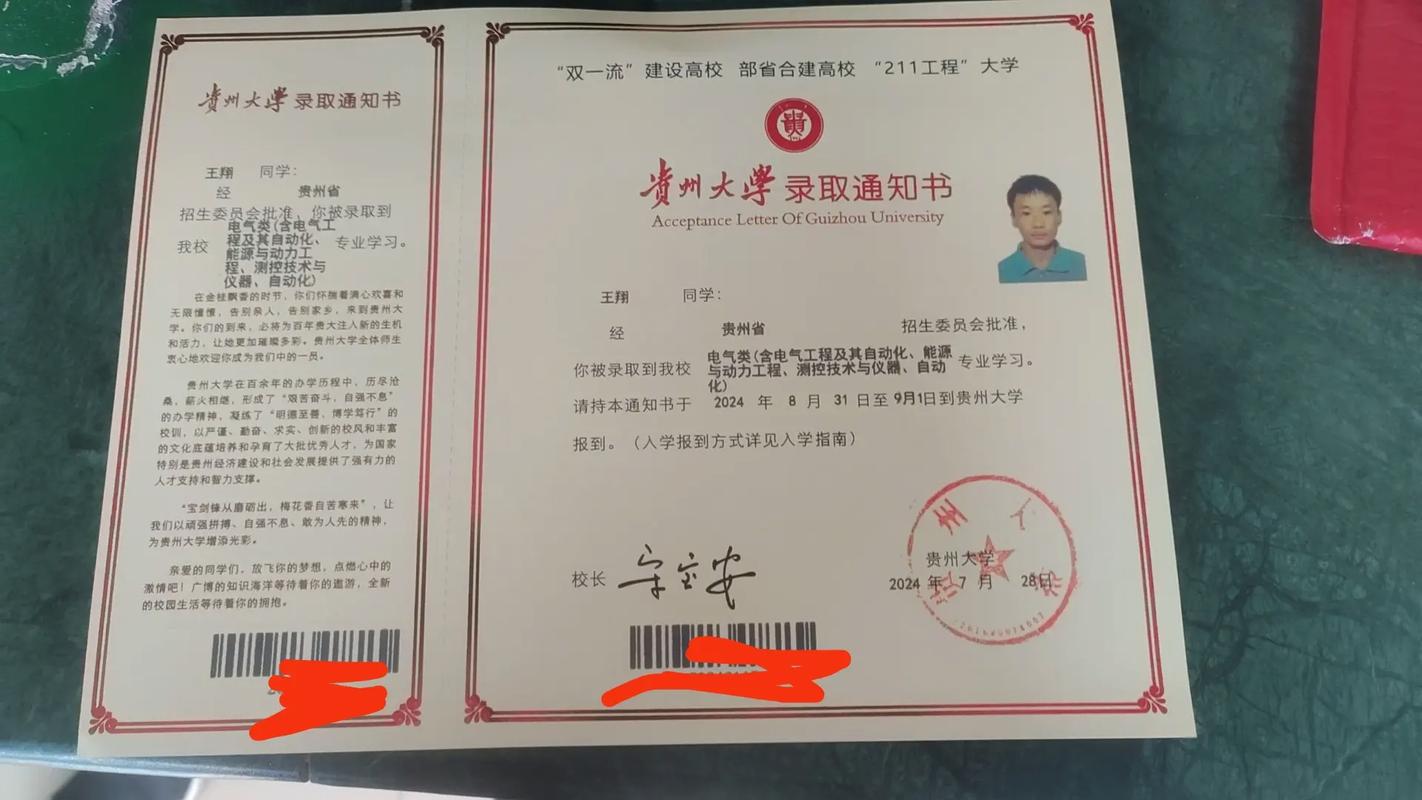 贵州大学 录取通知书
王翔 同学：
经 贵州省
招生委员会批准，你被录取到
电气类(含电气工
我校 程及其自动化、 专业学习。
能源与动力工
程、测控技术与
仪器、自动化)
在金桂飘香的时节，你们怀揣着满心欢喜和
无限憧憬，告别亲人，告别家乡，来到贵州大
学。你们的到来，必将为百年贵大注入新的生机
和活力，让她更加璀璨多彩。贵州大学全体师生
衷心地欢迎你成为我们中的一员。
贵州大学在百余年的办学历程中，历尽沧
桑，薪火相继，形成了“艰苦奋斗，自强不息”
的办学精神，凝练了“明德至善，博学笃行”的
校训，以严谨、勤奋、求实、创新的校风和丰富
的文化底蕴培养和孕育了大批优秀人才，为国家
特别是贵州经济建设和社会发展提供了强有力的
人才支持和智力支撑。
“宝剑锋从磨砺出，梅花香自苦寒来”，让
我们以顽强拼搏、自强不息、敢为人先的精神，
为贵州大学增添光彩。
亲爱的同学们，放飞你的梦想，点燃心中的
激情吧！广博的知识海洋等待着你的遨游，全新
的校园生活等待着你的拥抱。
“双一流”建设高校 部省合建高校 “211工程”大学
贵州大学 录取通知书
Acceptance Letter Of Guizhou University
王翔 同学：
经 贵州省 招生委员会批准，
你被录取到我校 电气类(含电气工程及其自动化、能源
与动力工程、测控技术与仪器、自动 专业学习。
化)
请持本通知书于 2024 年 8 月 31 日至 9月1日到贵州大学
报到。（入学报到方式详见入学指南）
校长 宋宝安
贵州大学
2024 年 7 月 28日